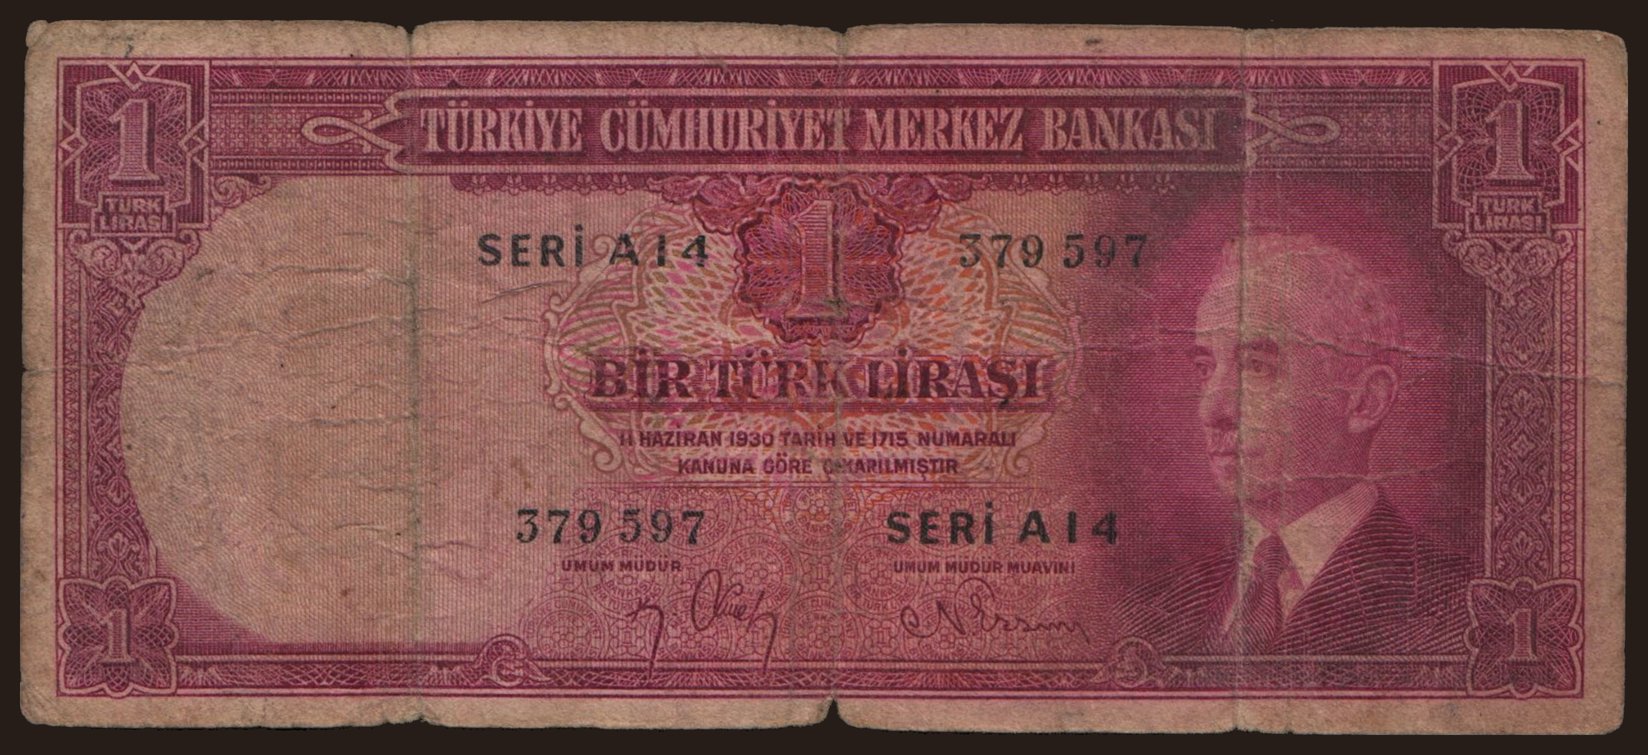 TÜRKİYE CÜMHURİYET MERKEZ BANKASI
1 1
TÜRK LİRASI TÜRK LİRASI
1
SERİ A14 379 597
BİR TÜRK LİRASI
11 HAZİRAN 1930 TARİH VE 1715 NUMARALI
KANUNA GÖRE ÇIKARILMIŞTIR
379 597 SERİ A14
UMUM MÜDÜR UMUM MÜDÜR MUAVİNİ
1 1